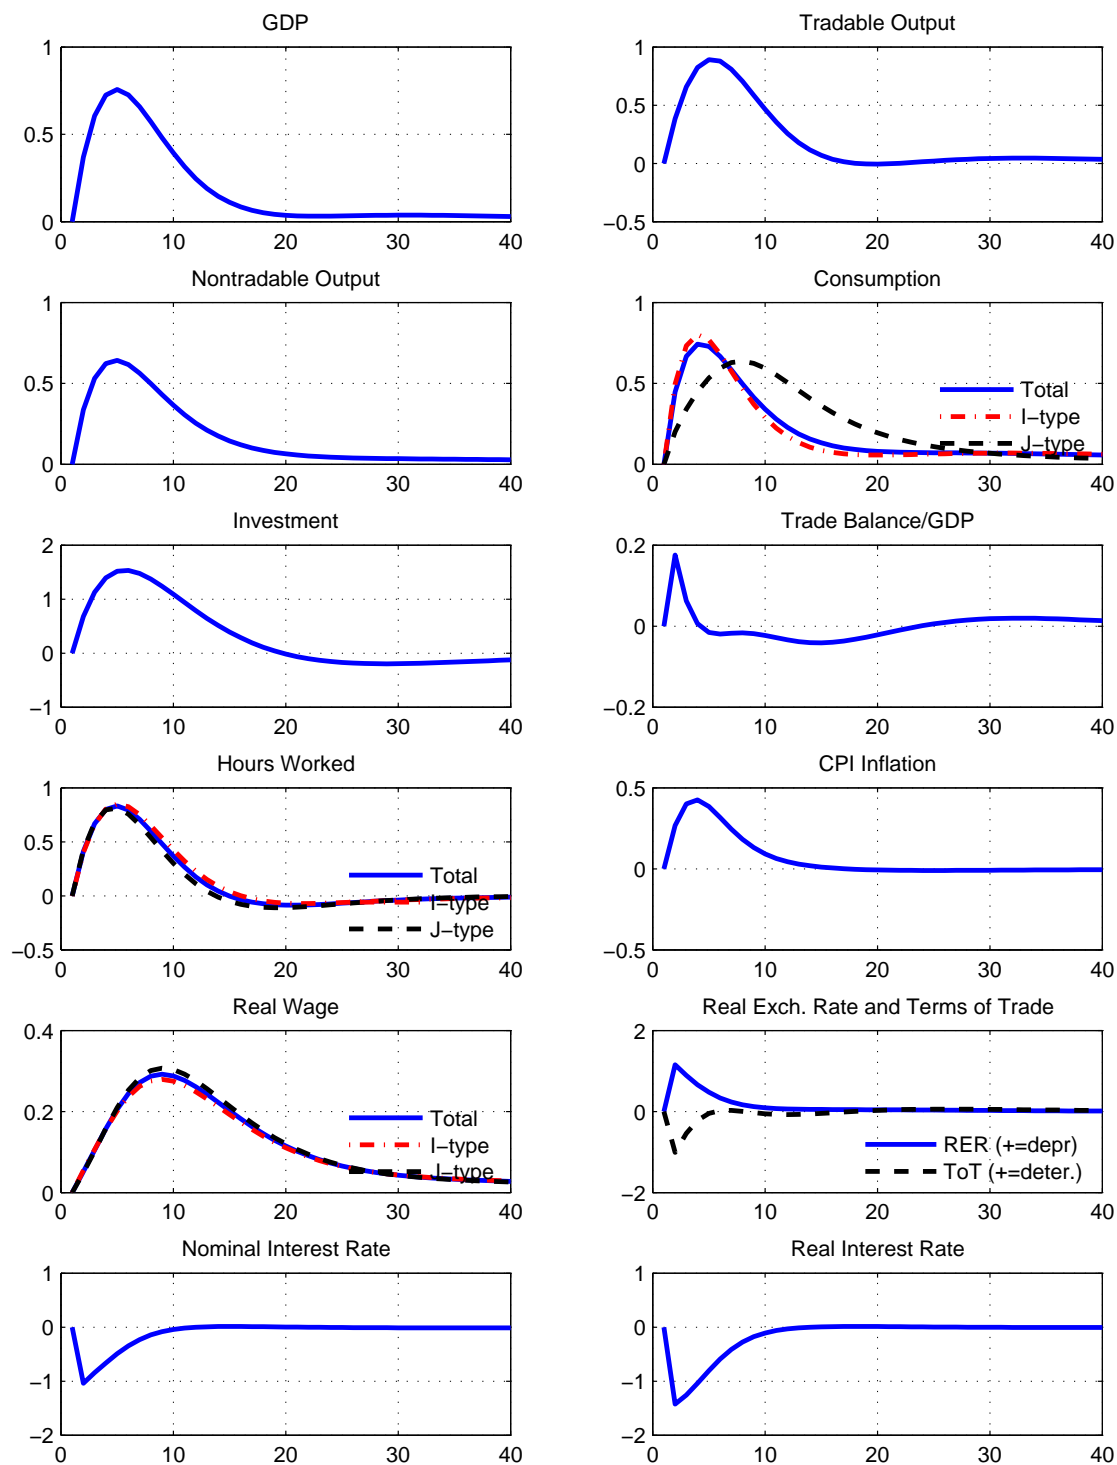 GDP
1
0.5
0
0 10 20 30 40
Tradable Output
1
0.5
0
−0.5
0 10 20 30 40
Nontradable Output
1
0.5
0
0 10 20 30 40
Consumption
1
0.5
0
0 10 20 30 40
Total
I−type
J−type
Investment
2
1
0
−1
0 10 20 30 40
Trade Balance/GDP
0.2
0
−0.2
0 10 20 30 40
Hours Worked
1
0.5
0
−0.5
0 10 20 30 40
Total
I−type
J−type
CPI Inflation
0.5
0
−0.5
0 10 20 30 40
Real Wage
0.4
0.2
0
0 10 20 30 40
Total
I−type
J−type
Real Exch. Rate and Terms of Trade
2
0
−2
0 10 20 30 40
RER (+=depr)
ToT (+=deter.)
Nominal Interest Rate
1
0
−1
−2
0 10 20 30 40
Real Interest Rate
1
0
−1
−2
0 10 20 30 40